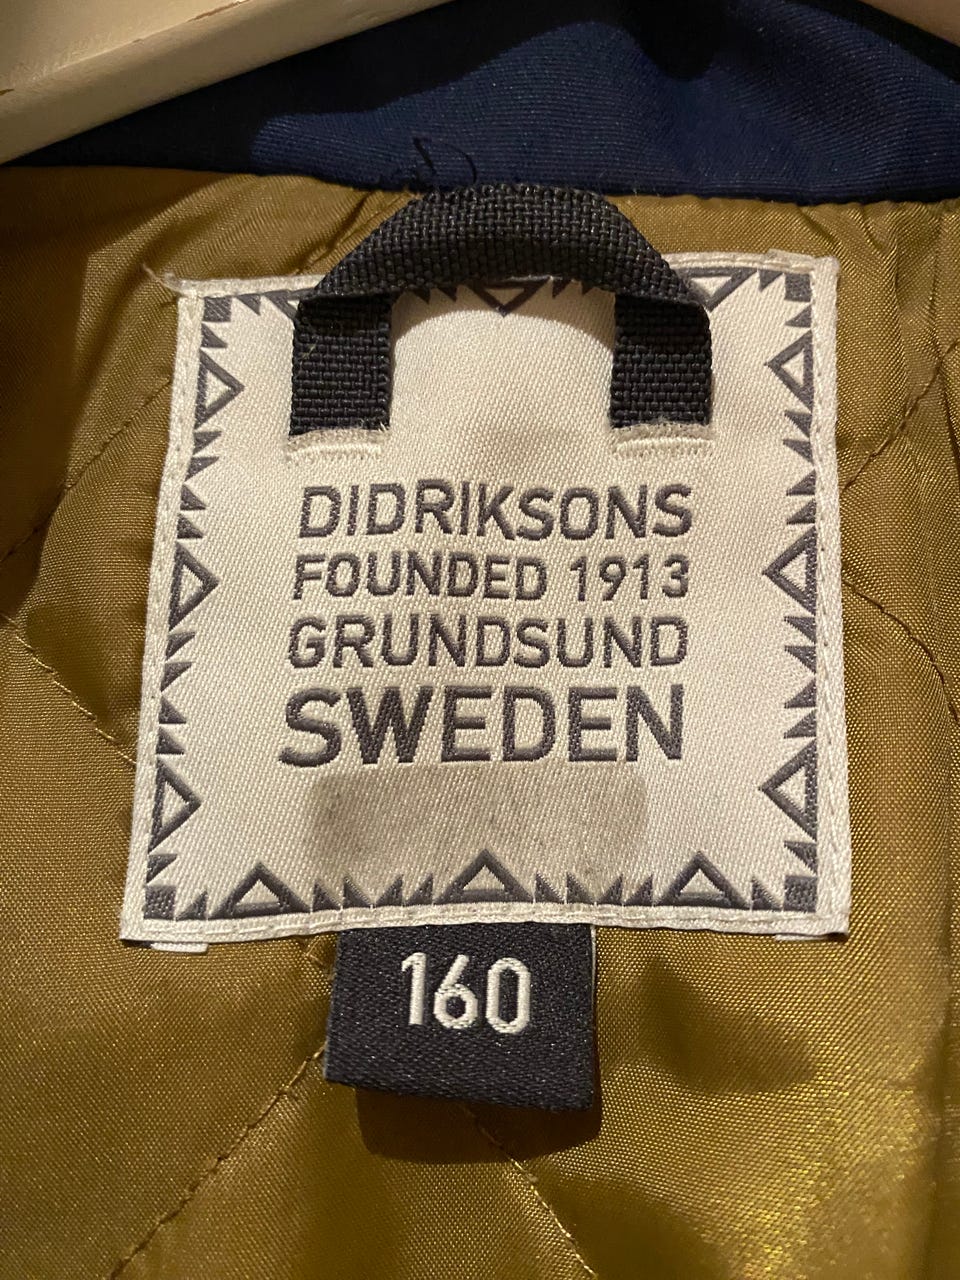 DIDRIKSONS
FOUNDED 1913
GRUNDSUND
SWEDEN
160